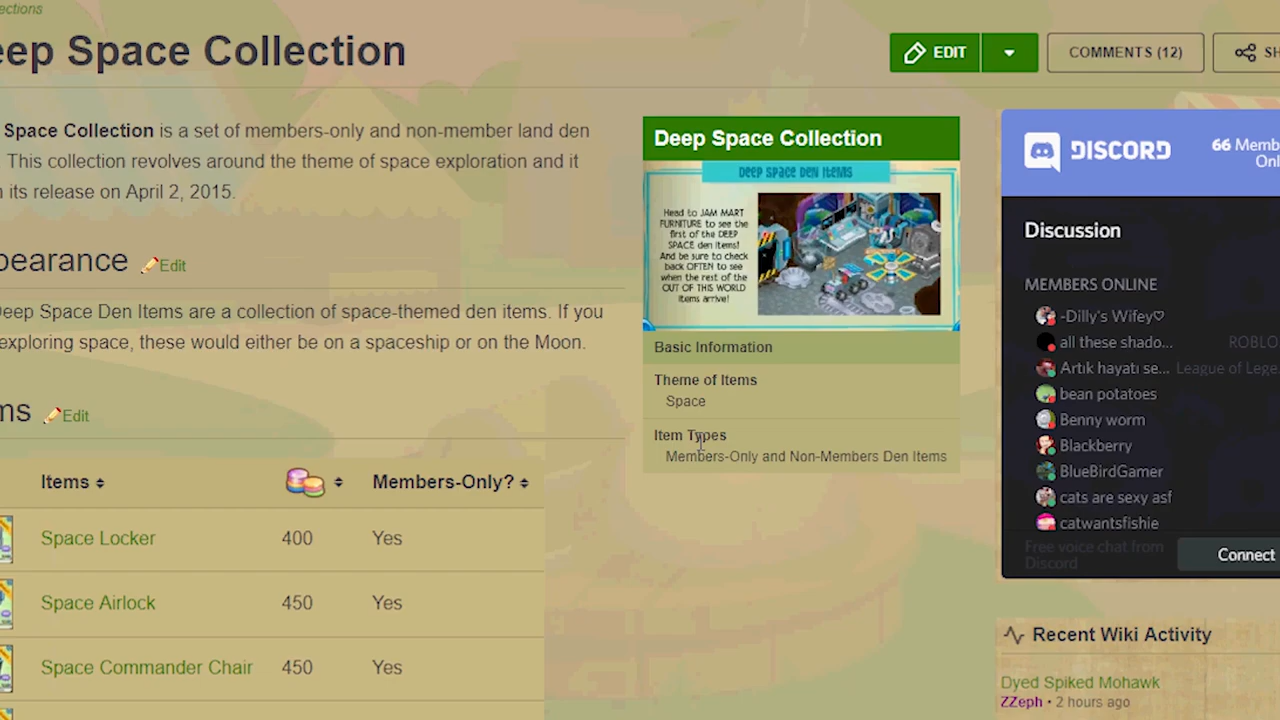 ections
eep Space Collection
EDIT
COMMENTS (12)
SH
Space Collection is a set of members-only and non-member land den
This collection revolves around the theme of space exploration and it
n its release on April 2, 2015.
pearance Edit
Deep Space Den Items are a collection of space-themed den items. If you
exploring space, these would either be on a spaceship or on the Moon.
ms Edit
Items Members-Only?
Space Locker 400 Yes
Space Airlock 450 Yes
Space Commander Chair 450 Yes
Deep Space Collection
DEEP SPACE DEN ITEMS
Head to JAM MART
FURNITURE to see the
first of the DEEP
SPACE den items!
And be sure to check
back OFTEN to see
when the rest of the
OUT OF THIS WORLD
items arrive!
Basic Information
Theme of Items
Space
Item Types
Members-Only and Non-Members Den Items
DISCORD
66 Memb
Onl
Discussion
MEMBERS ONLINE
-Dilly's Wifey♡
all these shado... ROBLO
Artık hayatı se... League of Lege
bean potatoes
Benny worm
Blackberry
BlueBirdGamer
cats are sexy asf
catwantsfishie
Free voice chat from
Discord
Connect
Recent Wiki Activity
Dyed Spiked Mohawk
ZZeph • 2 hours ago